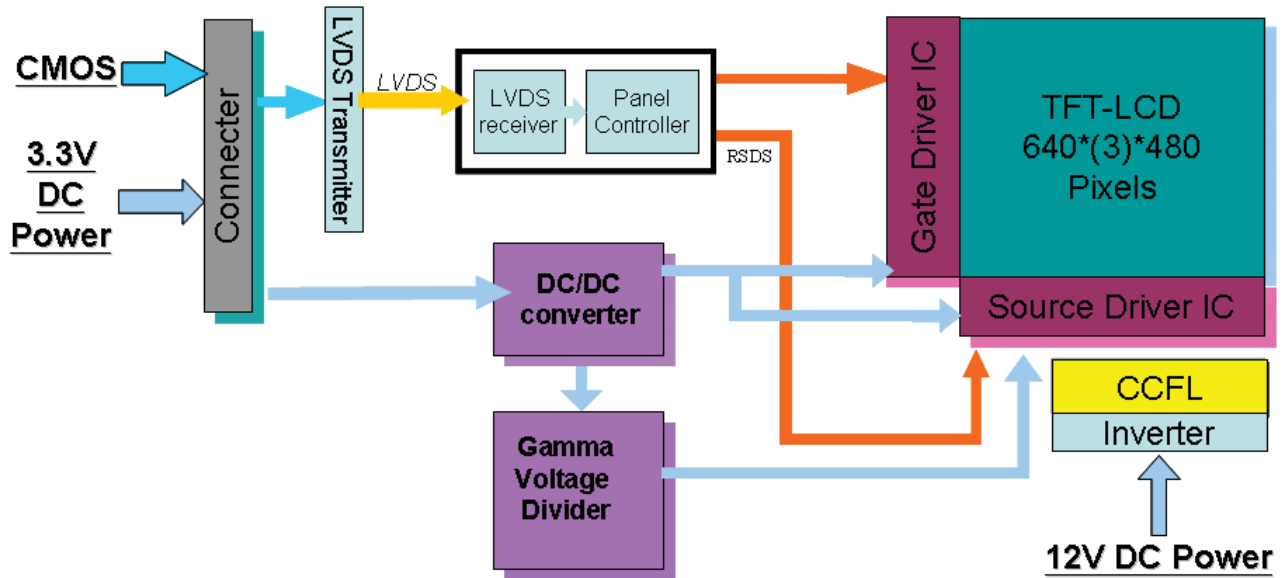 CMOS
3.3V
DC
Power
Connecter
LVDS Transmitter
LVDS
LVDS
receiver
Panel
Controller
RSDS
Gate Driver IC
TFT-LCD
640*(3)*480
Pixels
Source Driver IC
DC/DC
converter
Gamma
Voltage
Divider
CCFL
Inverter
12V DC Power